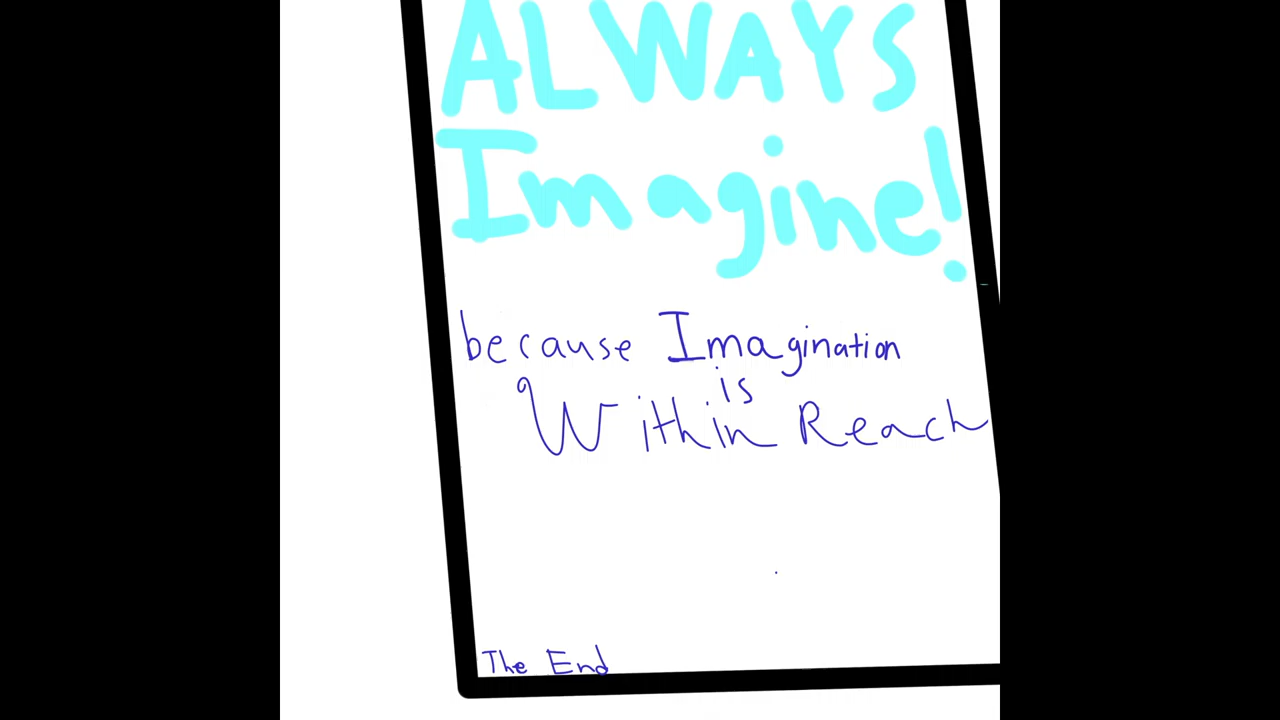 ALWAYS
Imagine!
because Imagination
is
Within Reach
The End